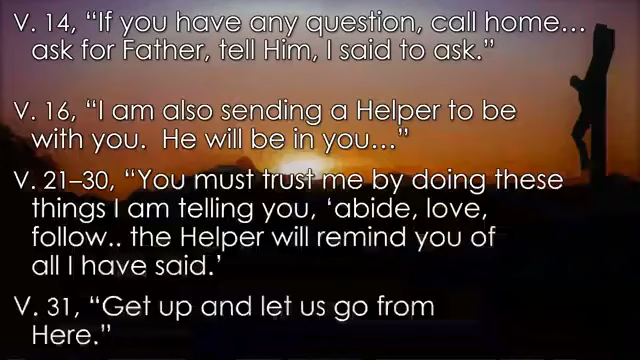 V. 14, “If you have any question, call home…
ask for Father, tell Him, I said to ask.”
V. 16, “I am also sending a Helper to be
with you.  He will be in you…”
V. 21–30, “You must trust me by doing these
things I am telling you, ‘abide, love,
follow.. the Helper will remind you of
all I have said.’
V. 31, “Get up and let us go from
Here.”